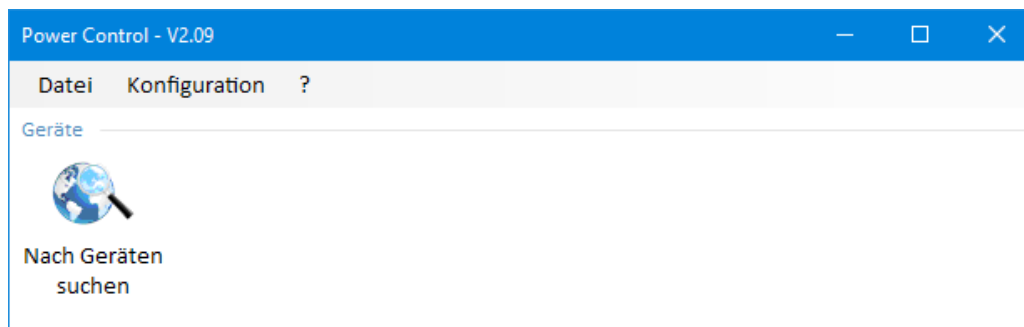 Power Control - V2.09
Datei Konfiguration ?
Geräte
Nach Geräten
suchen